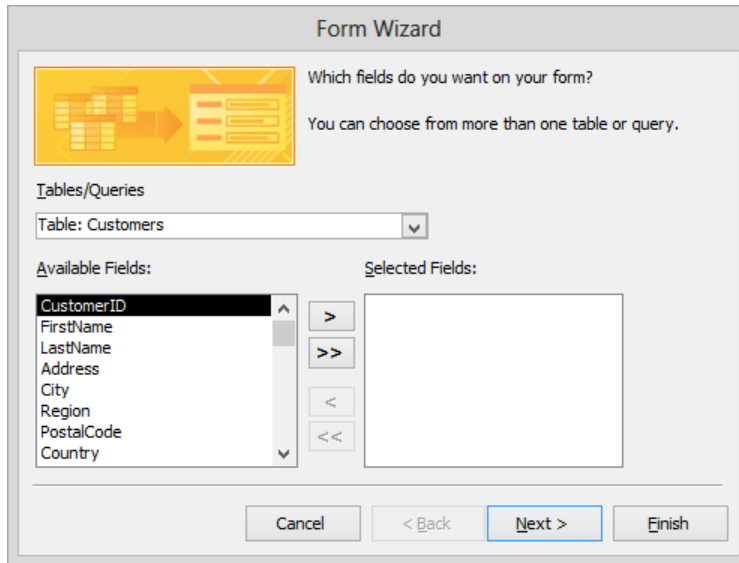 Form Wizard
Which fields do you want on your form?
You can choose from more than one table or query.
Tables/Queries
Table: Customers
Available Fields:
Selected Fields:
CustomerID
FirstName
LastName
Address
City
Region
PostalCode
Country
>
>>
<
<<
Cancel
< Back
Next >
Finish